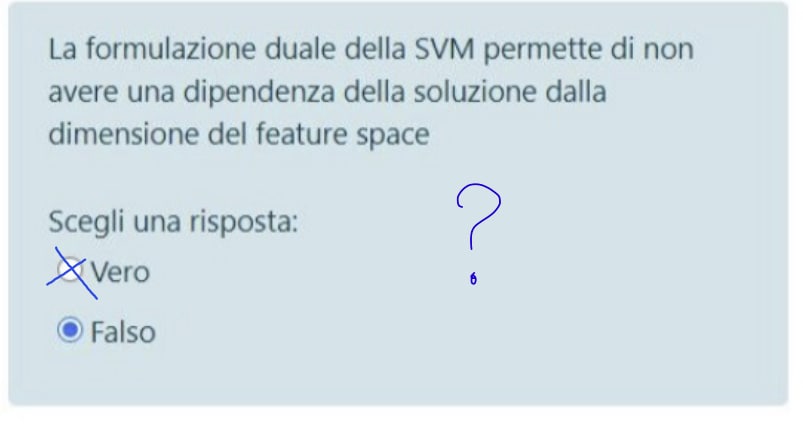 La formulazione duale della SVM permette di non
avere una dipendenza della soluzione dalla
dimensione del feature space
Scegli una risposta:
?
Vero
Falso